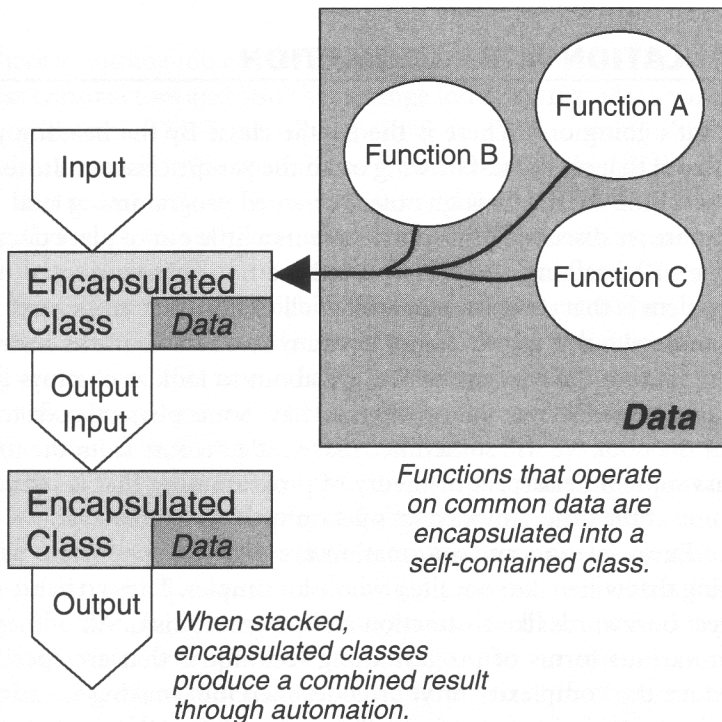 Function A
Function B
Function C
Data
Input
Encapsulated
Class
Data
Output
Input
Encapsulated
Class
Data
Output
Functions that operate
on common data are
encapsulated into a
self-contained class.
When stacked,
encapsulated classes
produce a combined result
through automation.